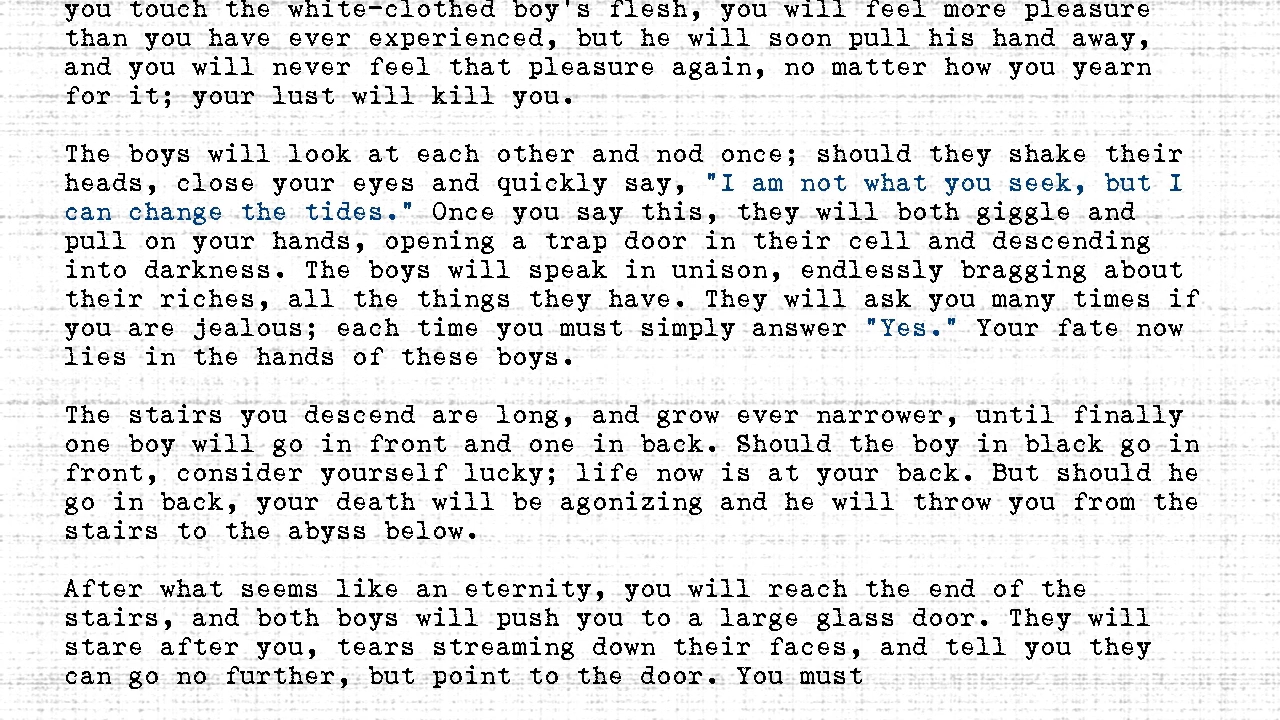 you touch the white-clothed boy's flesh, you will feel more pleasure
than you have ever experienced, but he will soon pull his hand away,
and you will never feel that pleasure again, no matter how you yearn
for it; your lust will kill you.
The boys will look at each other and nod once; should they shake their
heads, close your eyes and quickly say, "I am not what you seek, but I
can change the tides." Once you say this, they will both giggle and
pull on your hands, opening a trap door in their cell and descending
into darkness. The boys will speak in unison, endlessly bragging about
their riches, all the things they have. They will ask you many times if
you are jealous; each time you must simply answer "Yes." Your fate now
lies in the hands of these boys.
The stairs you descend are long, and grow ever narrower, until finally
one boy will go in front and one in back. Should the boy in black go in
front, consider yourself lucky; life now is at your back. But should he
go in back, your death will be agonizing and he will throw you from the
stairs to the abyss below.
After what seems like an eternity, you will reach the end of the
stairs, and both boys will push you to a large glass door. They will
stare after you, tears streaming down their faces, and tell you they
can go no further, but point to the door. You must